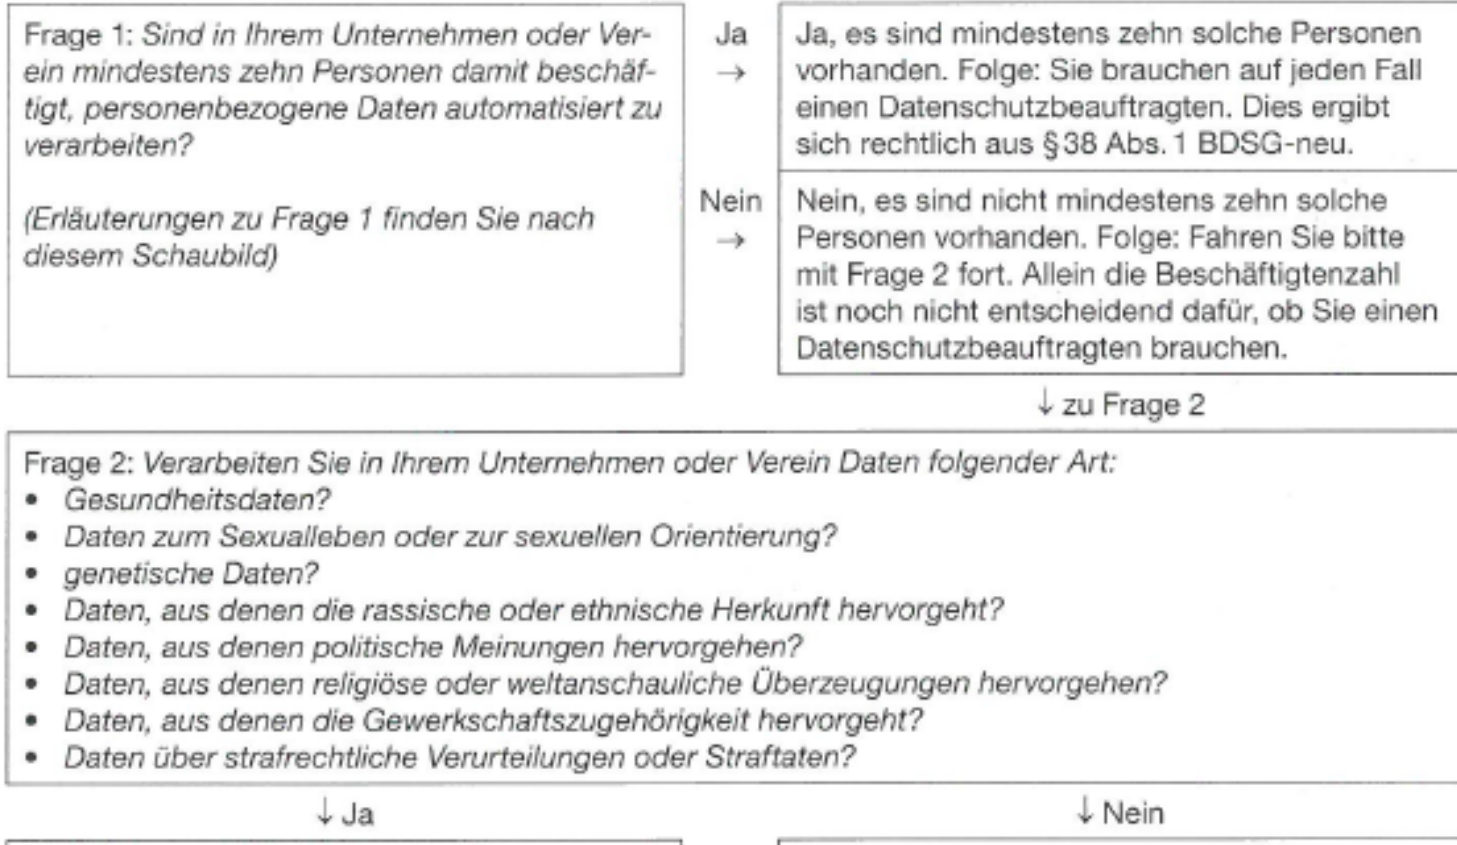 Frage 1: Sind in Ihrem Unternehmen oder Ver-
ein mindestens zehn Personen damit beschäf-
tigt, personenbezogene Daten automatisiert zu
verarbeiten?
(Erläuterungen zu Frage 1 finden Sie nach
diesem Schaubild)
Ja
→
Ja, es sind mindestens zehn solche Personen
vorhanden. Folge: Sie brauchen auf jeden Fall
einen Datenschutzbeauftragten. Dies ergibt
sich rechtlich aus § 38 Abs. 1 BDSG-neu.
Nein
→
Nein, es sind nicht mindestens zehn solche
Personen vorhanden. Folge: Fahren Sie bitte
mit Frage 2 fort. Allein die Beschäftigtenzahl
ist noch nicht entscheidend dafür, ob Sie einen
Datenschutzbeauftragten brauchen.
↓ zu Frage 2
Frage 2: Verarbeiten Sie in Ihrem Unternehmen oder Verein Daten folgender Art:
• Gesundheitsdaten?
• Daten zum Sexualleben oder zur sexuellen Orientierung?
• genetische Daten?
• Daten, aus denen die rassische oder ethnische Herkunft hervorgeht?
• Daten, aus denen politische Meinungen hervorgehen?
• Daten, aus denen religiöse oder weltanschauliche Überzeugungen hervorgehen?
• Daten, aus denen die Gewerkschaftszugehörigkeit hervorgeht?
• Daten über strafrechtliche Verurteilungen oder Straftaten?
↓ Ja
↓ Nein